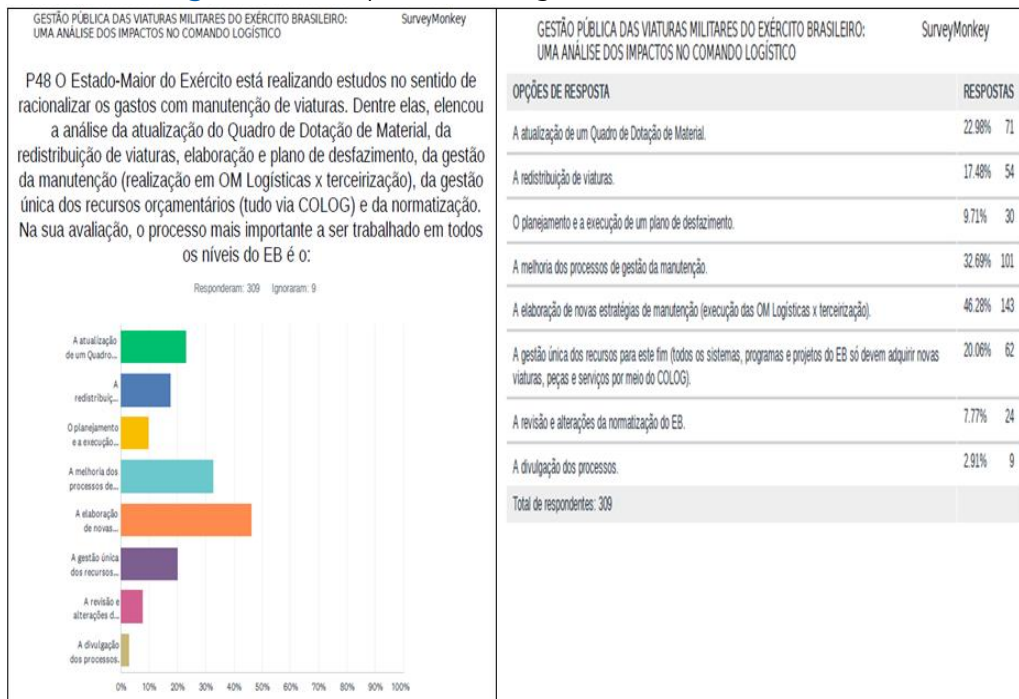 GESTÃO PÚBLICA DAS VIATURAS MILITARES DO EXÉRCITO BRASILEIRO:
UMA ANÁLISE DOS IMPACTOS NO COMANDO LOGÍSTICO
SurveyMonkey
P48 O Estado-Maior do Exército está realizando estudos no sentido de
racionalizar os gastos com manutenção de viaturas. Dentre elas, elencou
a análise da atualização do Quadro de Dotação de Material, da
redistribuição de viaturas, elaboração e plano de desfazimento, da gestão
da manutenção (realização em OM Logísticas x terceirização), da gestão
única dos recursos orçamentários (tudo via COLOG) e da normatização.
Na sua avaliação, o processo mais importante a ser trabalhado em todos
os níveis do EB é o:
Responderam: 309 Ignoraram: 9
A atualização
de um Quadro...
A
redistribuiç...
O planejamento
e a execução...
A melhoria dos
processos de...
A elaboração
de novas...
A gestão única
dos recursos...
A revisão e
alterações d...
A divulgação
dos processos.
0% 10% 20% 30% 40% 50% 60% 70% 80% 90% 100%
GESTÃO PÚBLICA DAS VIATURAS MILITARES DO EXÉRCITO BRASILEIRO:
UMA ANÁLISE DOS IMPACTOS NO COMANDO LOGÍSTICO
SurveyMonkey
OPÇÕES DE RESPOSTA RESPOSTAS
A atualização de um Quadro de Dotação de Material. 22.98% 71
A redistribuição de viaturas. 17.48% 54
O planejamento e a execução de um plano de desfazimento. 9.71% 30
A melhoria dos processos de gestão da manutenção. 32.69% 101
A elaboração de novas estratégias de manutenção (execução das OM Logísticas x terceirização). 46.28% 143
A gestão única dos recursos para este fim (todos os sistemas, programas e projetos do EB só devem adquirir novas 20.06% 62
viaturas, peças e serviços por meio do COLOG).
A revisão e alterações da normatização do EB. 7.77% 24
A divulgação dos processos. 2.91% 9
Total de respondentes: 309